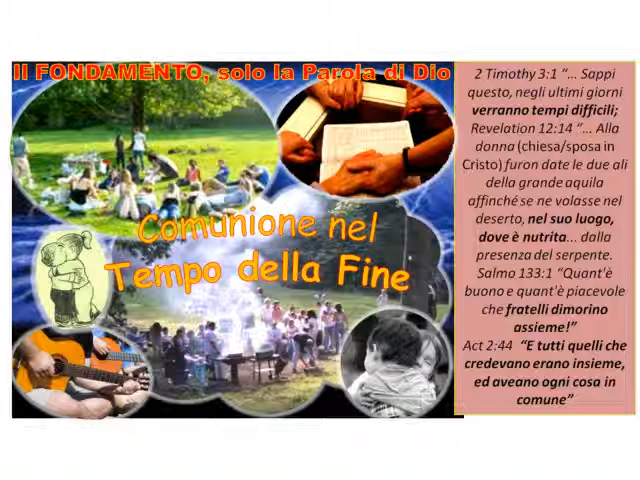 Il FONDAMENTO, solo la Parola di Dio
Comunione nel
Tempo della Fine
2 Timothy 3:1 “... Sappi
questo, negli ultimi giorni
verranno tempi difficili;
Revelation 12:14 “... Alla
donna (chiesa/sposa in
Cristo) furon date le due ali
della grande aquila
affinché se ne volasse nel
deserto, nel suo luogo,
dove è nutrita... dalla
presenza del serpente.
Salmo 133:1 “Quant'è
buono e quant'è piacevole
che fratelli dimorino
assieme!”
Act 2:44 “E tutti quelli che
credevano erano insieme,
ed aveano ogni cosa in
comune”